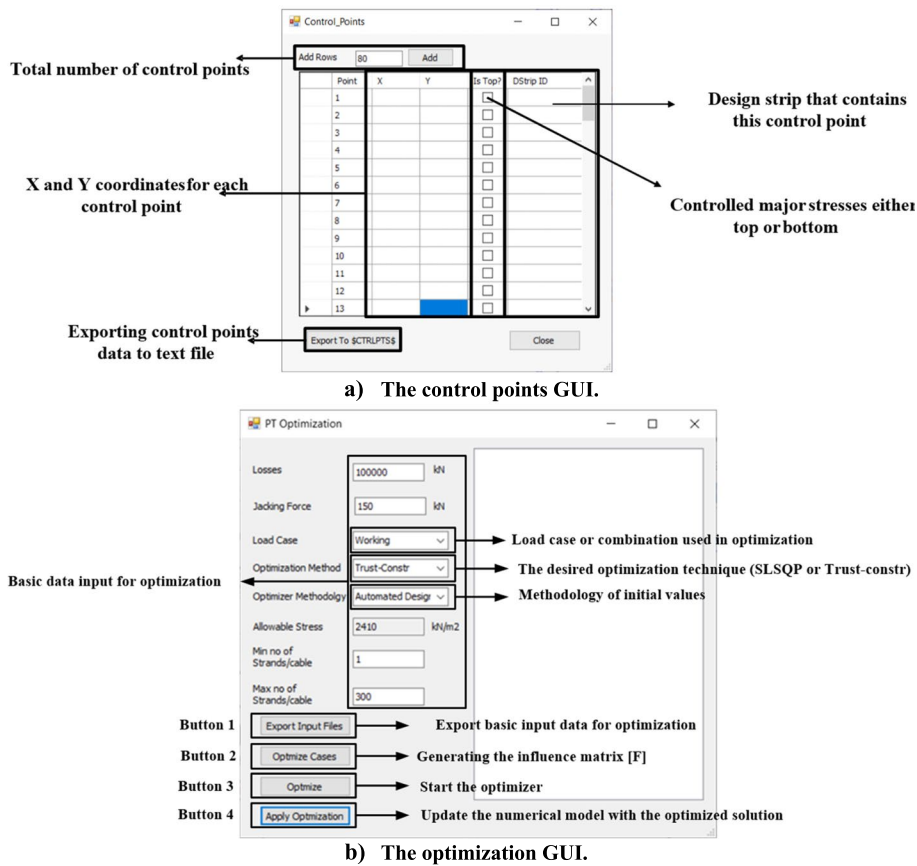 Control_Points
Add Rows 80 Add
Total number of control points
Point X Y Is Top? DStrip ID
1
2
3
4
5
6
7
8
9
10
11
12
13
Design strip that contains
this control point
X and Y coordinates for each
control point
Controlled major stresses either
top or bottom
Exporting control points
data to text file
Export To $CTRLPTS$
Close
a) The control points GUI.
PT Optimization
Losses 100000 kN
Jacking Force 150 kN
Load Case Working
Load case or combination used in optimization
Optimization Method Trust-Constr
The desired optimization technique (SLSQP or Trust-constr)
Basic data input for optimization
Optimizer Methodolgy Automated Desigr
Methodology of initial values
Allowable Stress 2410 kN/m2
Min no of
Strands/cable
1
Max no of
Strands/cable
300
Button 1 Export Input Files Export basic input data for optimization
Button 2 Optmize Cases Generating the influence matrix [F]
Button 3 Optmize Start the optimizer
Button 4 Apply Optmization Update the numerical model with the optimized solution
b) The optimization GUI.